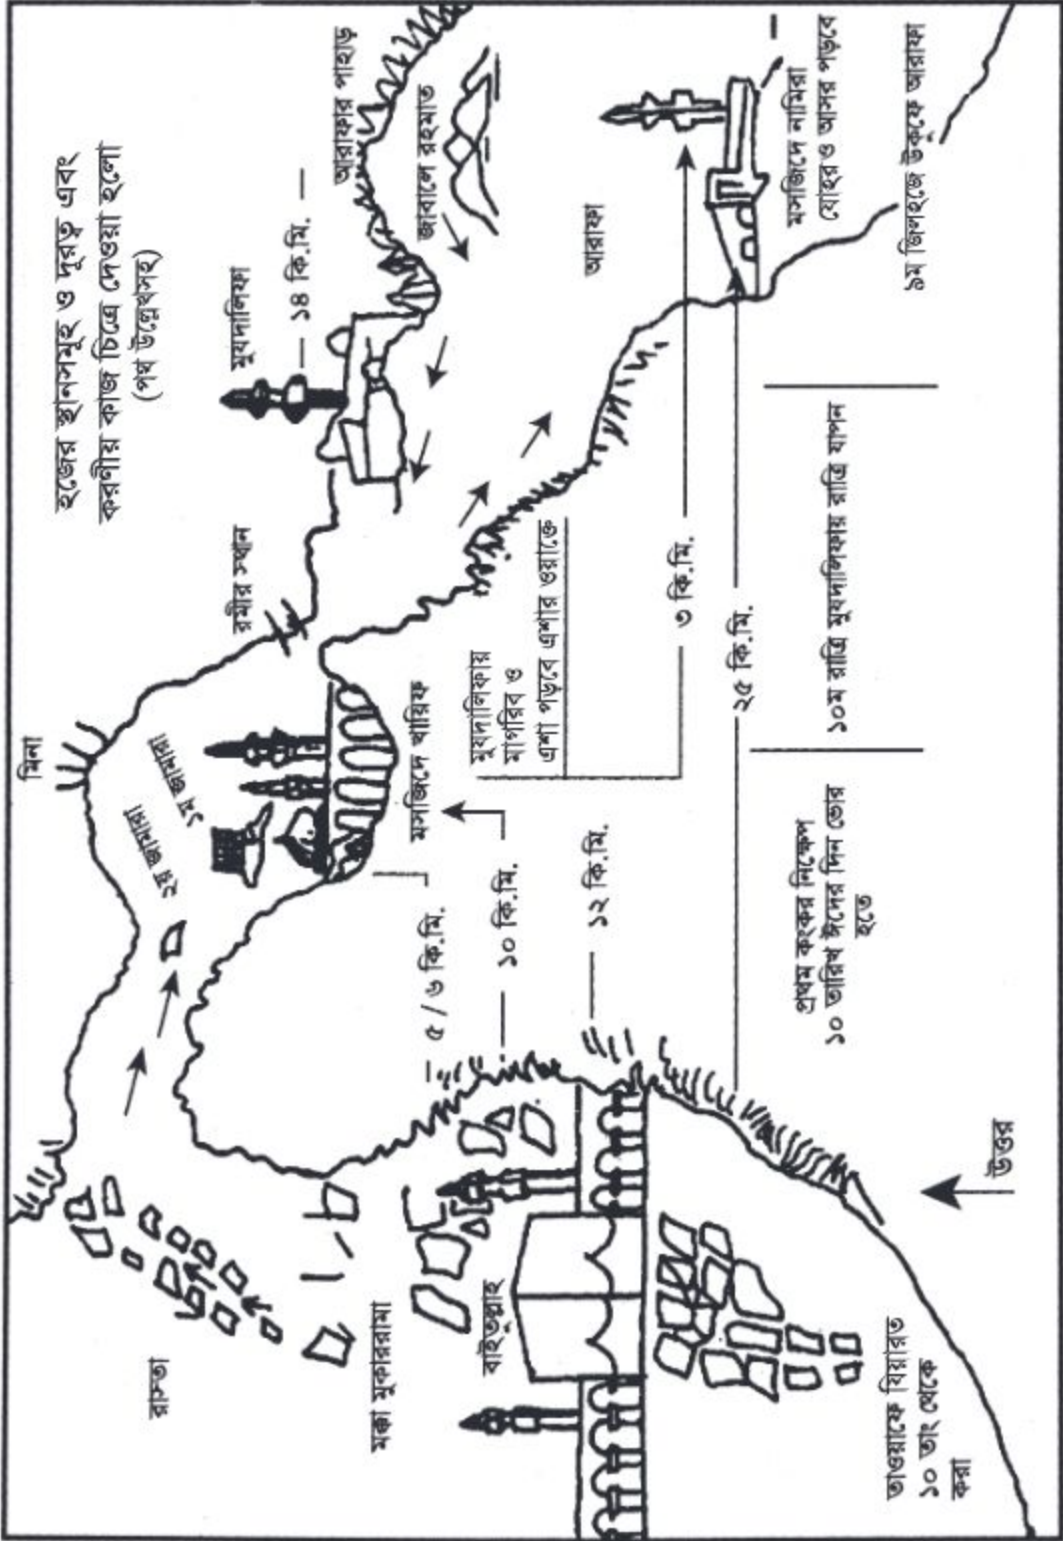 হজের স্থানসমূহ ও দূরত্ব এবং
করণীয় কাজ চিত্রে দেওয়া হলো
(পথ উল্লেখসহ)
মিনা
রমীর স্থান
মুযদালিফা
১৪ কি.মি.
আরাফার পাহাড়
জাবালে রহমাত
২য় জামারা
১ম জামারা
রাস্তা
মসজিদে খায়িফ
মক্কা মুকাররামা
৫ / ৬ কি.মি.
মুযদালিফায়
মাগরিব ও
এশা পড়বে এশার ওয়াক্তে
আরাফা
বাইতুল্লাহ
১০ কি.মি.
১২ কি.মি.
৩ কি.মি.
২৫ কি.মি.
মসজিদে নামিরা
যোহর ও আসর পড়বে
প্রথম কংকর নিক্ষেপ
১০ তারিখ ঈদের দিন ভোর
হতে
১০ম রাত্রি মুযদালিফায় রাত্রি যাপন
৯ম জিলহজে উকুফে আরাফা
তাওয়াফে যিয়ারত
১০ তাং থেকে
করা
উত্তর